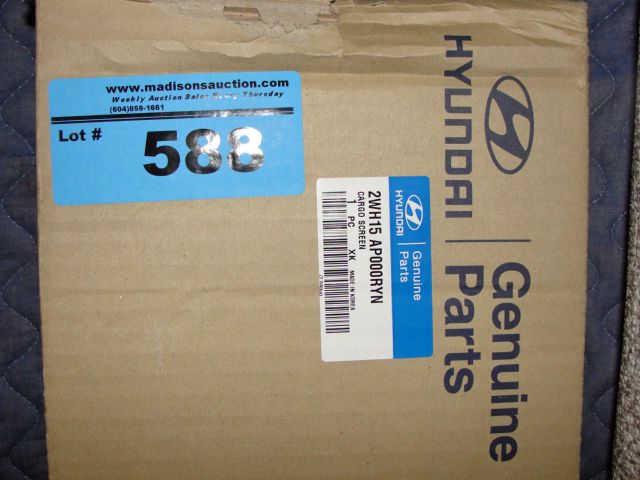 www.madisonsauction.com
Weekly Auction Sales Every Thursday
(604)859-1661
Lot # 588
HYUNDAI | Genuine Parts
HYUNDAI | Genuine Parts
2WH15 AP000RYN
CARGO SCREEN
1 PC XK MADE IN KOREA